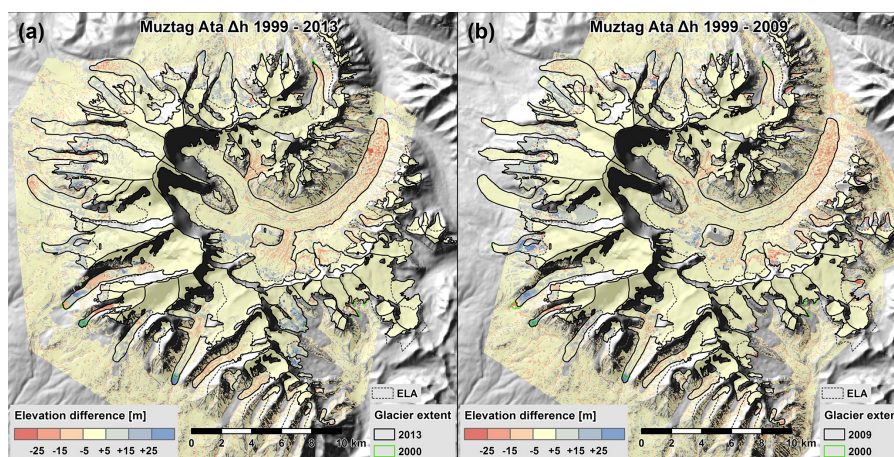 (a) Muztag Ata Δh 1999 - 2013
Elevation difference [m]
-25 -15 -5 +5 +15 +25
0 2 4 6 8 10 km
ELA
Glacier extent
2013
2000
(b) Muztag Ata Δh 1999 - 2009
Elevation difference [m]
-25 -15 -5 +5 +15 +25
0 2 4 6 8 10 km
ELA
Glacier extent
2009
2000